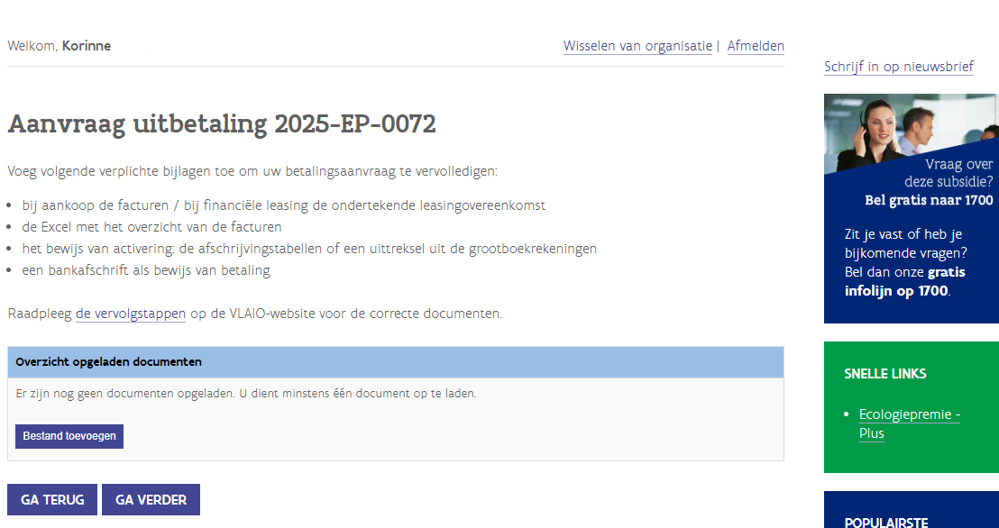 Welkom, Korinne
Wisselen van organisatie | Afmelden
Aanvraag uitbetaling 2025-EP-0072
Voeg volgende verplichte bijlagen toe om uw betalingsaanvraag te vervolledigen:
• bij aankoop de facturen / bij financiële leasing de ondertekende leasingovereenkomst
• de Excel met het overzicht van de facturen
• het bewijs van activering: de afschrijvingstabellen of een uittreksel uit de grootboekrekeningen
• een bankafschrift als bewijs van betaling
Raadpleeg de vervolgstappen op de VLAIO-website voor de correcte documenten.
Overzicht opgeladen documenten
Er zijn nog geen documenten opgeladen. U dient minstens één document op te laden.
Bestand toevoegen
GA TERUG
GA VERDER
Schrijf in op nieuwsbrief
Vraag over
deze subsidie?
Bel gratis naar 1700
Zit je vast of heb je
bijkomende vragen?
Bel dan onze gratis
infolijn op 1700.
SNELLE LINKS
• Ecologiepremie -
Plus
POPULAIRSTE